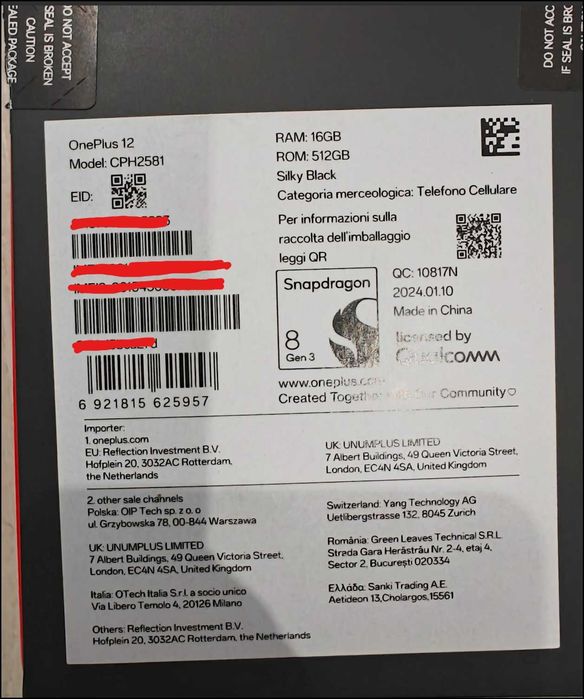 DO NOT ACCEPT
IF SEAL IS BROKEN
CAUTION
SEALED PACKAGE
DO NOT ACC
IF SEAL IS BRO
OnePlus 12
Model: CPH2581
EID:
6 921815 625957
RAM: 16GB
ROM: 512GB
Silky Black
Categoria merceologica: Telefono Cellulare
Per informazioni sulla
raccolta dell'imballaggio
leggi QR
Snapdragon
8
Gen 3
QC: 10817N
2024.01.10
Made in China
licensed by
Qualcomm
www.oneplus.com
Created Together with Our Community♡
Importer:
1. oneplus.com
EU: Reflection Investment B.V.
Hofplein 20, 3032AC Rotterdam,
the Netherlands
UK: UNUMPLUS LIMITED
7 Albert Buildings, 49 Queen Victoria Street,
London, EC4N 4SA, United Kingdom
2. other sale channels
Polska: OIP Tech sp. z o. o
ul. Grzybowska 78, 00-844 Warszawa
UK: UNUMPLUS LIMITED
7 Albert Buildings, 49 Queen Victoria Street,
London, EC4N 4SA, United Kingdom
Italia: OTech Italia S.r.l. a socio unico
Via Libero Temolo 4, 20126 Milano
Others: Reflection Investment B.V.
Hofplein 20, 3032AC Rotterdam, the Netherlands
Switzerland: Yang Technology AG
Uetlibergstrasse 132, 8045 Zurich
România: Green Leaves Technical S.R.L
Strada Gara Herăstrău Nr. 2-4, etaj 4,
Sector 2, București 020334
Ελλάδα: Sanki Trading A.E.
Aetideon 13,Cholargos,15561